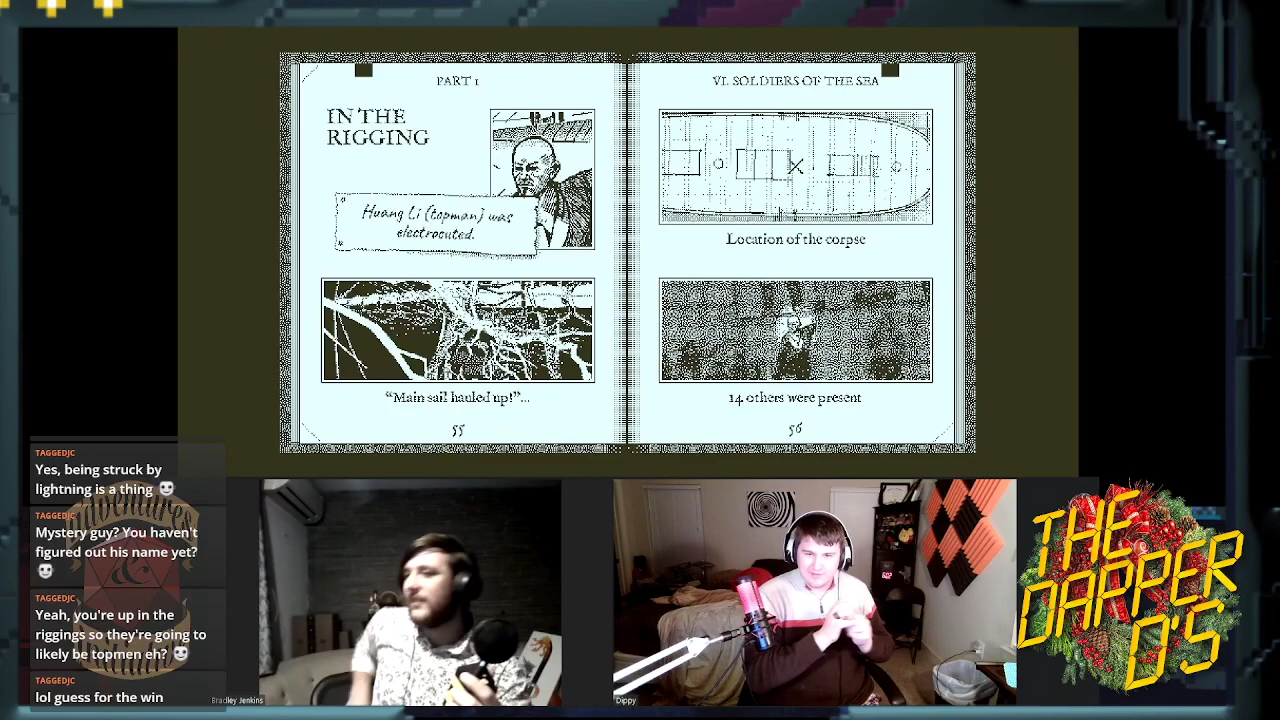 PART 1
IN THE
RIGGING
Huang Li (topman) was
electrocuted.
"Main sail hauled up!"...
55
VI. SOLDIERS OF THE SEA
Location of the corpse
14 others were present
56
TAGGEDJC
Yes, being struck by
lightning is a thing
TAGGEDJC
Mystery guy? You haven't
figured out his name yet?
TAGGEDJC
Yeah, you're up in the
riggings so they're going to
likely be topmen eh?
TAGGEDJC
lol guess for the win
Bradley Jenkins
Dippy
THE
DAPPER
D'S